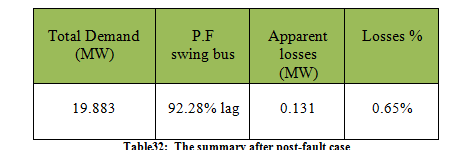 Total Demand (MW)
P.F swing bus
Apparent losses (MW)
Losses %
19.883
92.28% lag
0.131
0.65%
Table32: The summary after post-fault case